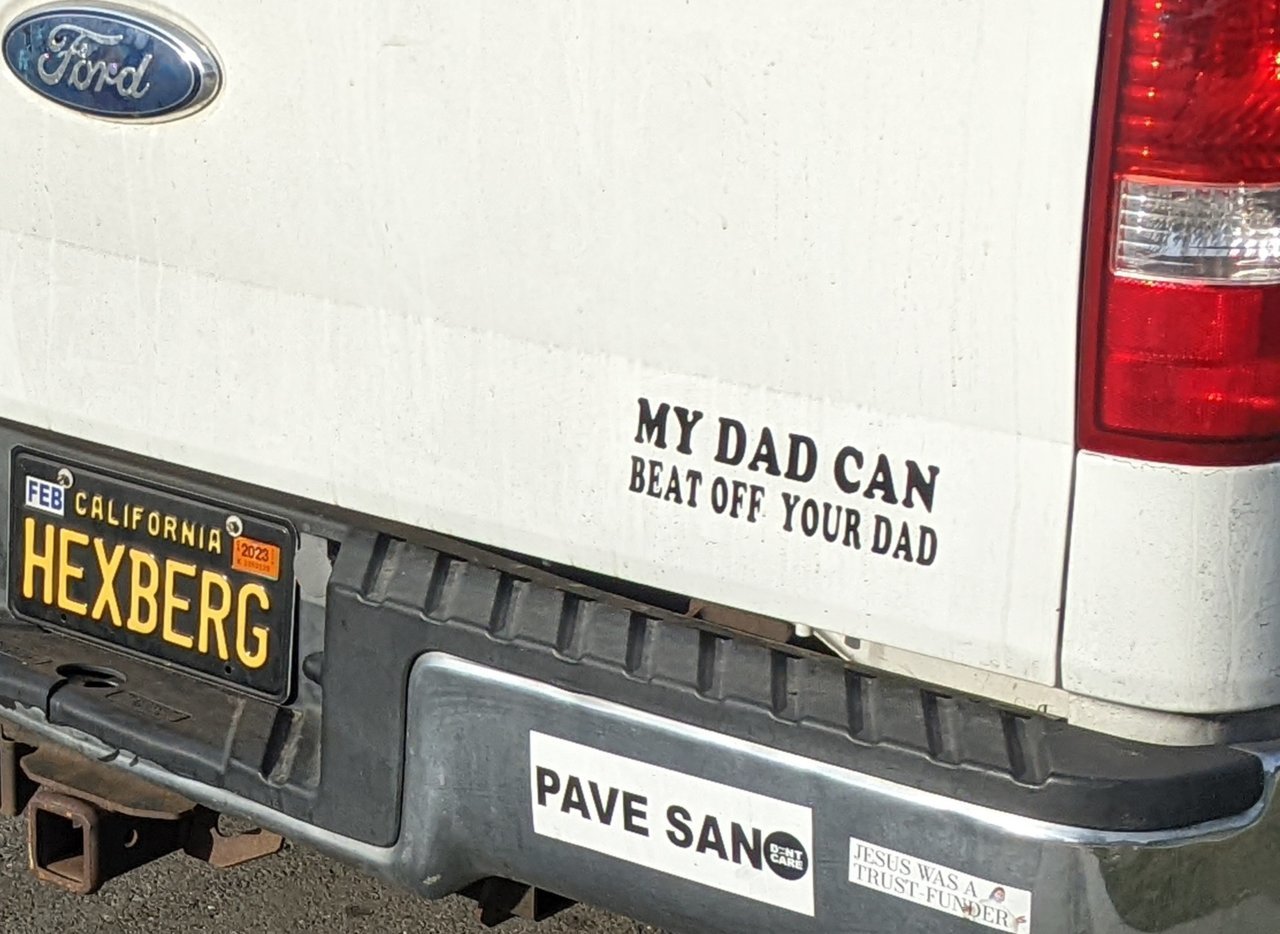 Ford
MY DAD CAN
BEAT OFF YOUR DAD
FEB
CALIFORNIA
2023
HEXBERG
PAVE SAN
DENT
CARE
JESUS WAS A
TRUST-FUNDER